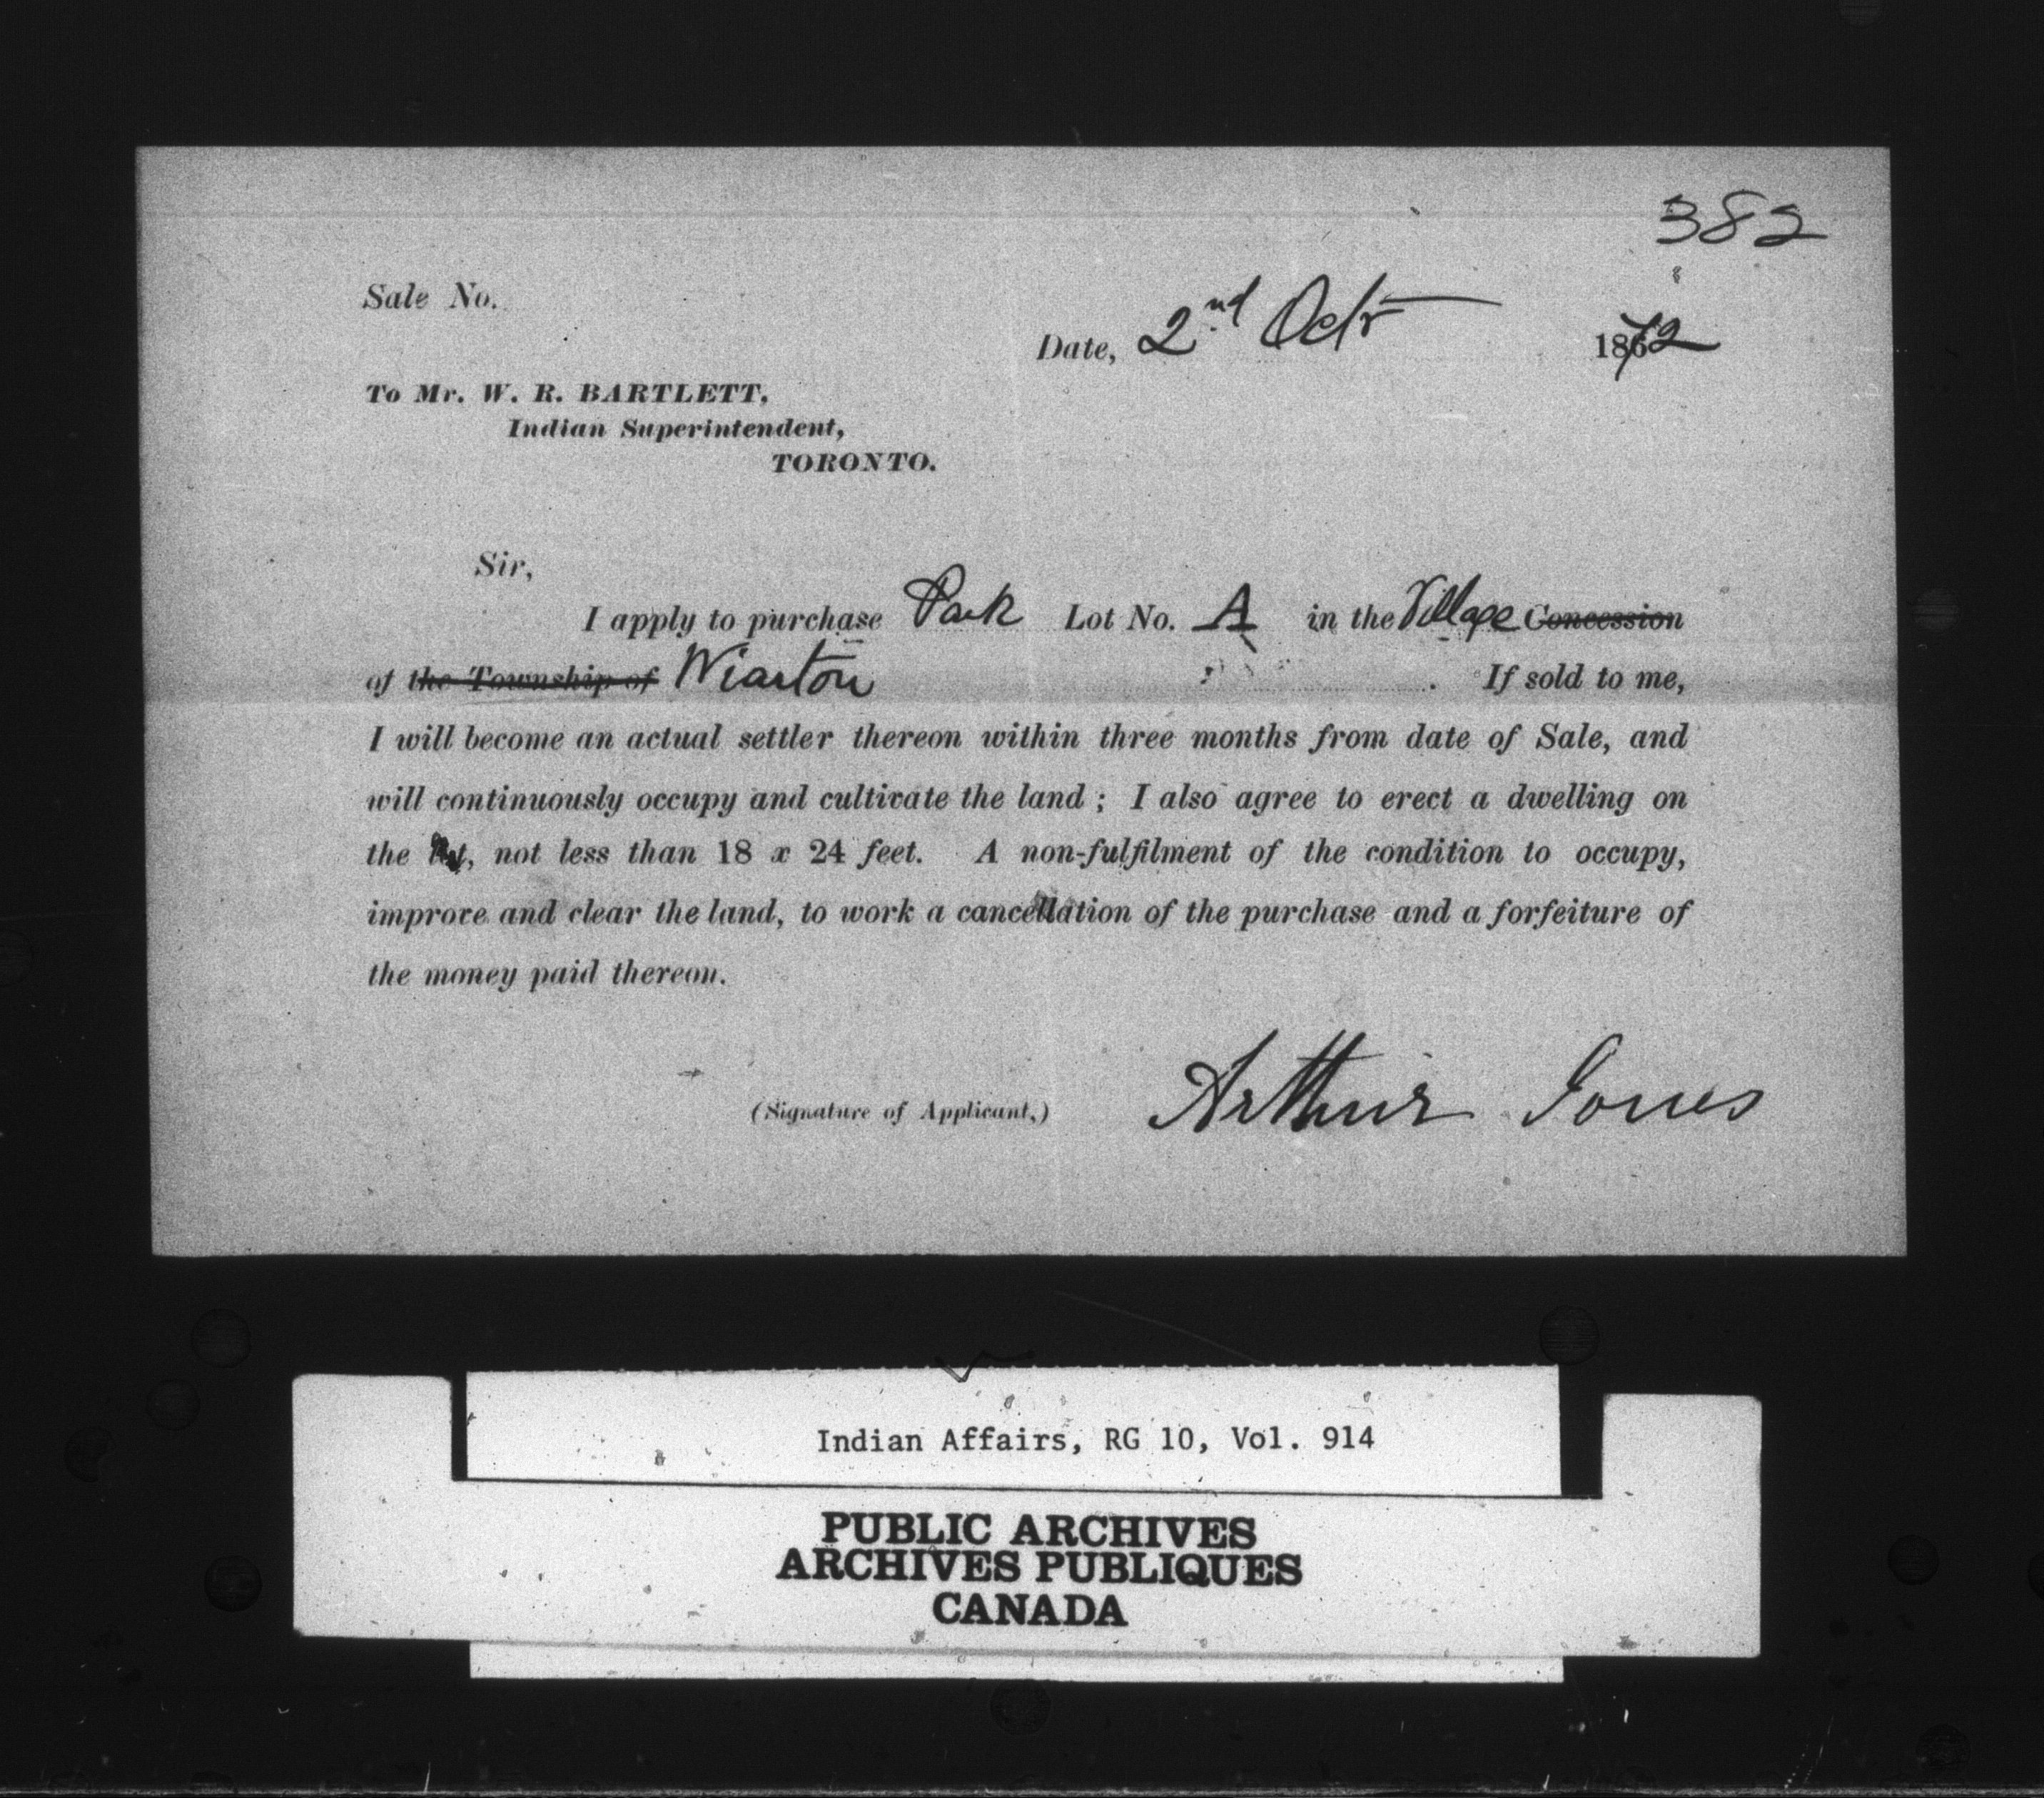 382
Sale No.
Date, 2nd Octr 1872
To Mr. W. R. BARTLETT,
Indian Superintendent,
TORONTO.
Sir,
I apply to purchase Park Lot No. A in the Village Concession
of the Township of Wiarton . If sold to me,
I will become an actual settler thereon within three months from date of Sale, and
will continuously occupy and cultivate the land ; I also agree to erect a dwelling on
the lot, not less than 18 x 24 feet. A non-fulfilment of the condition to occupy,
improve and clear the land, to work a cancellation of the purchase and a forfeiture of
the money paid thereon.
(Signature of Applicant,) Arthur Jones
Indian Affairs, RG 10, Vol. 914
PUBLIC ARCHIVES
ARCHIVES PUBLIQUES
CANADA